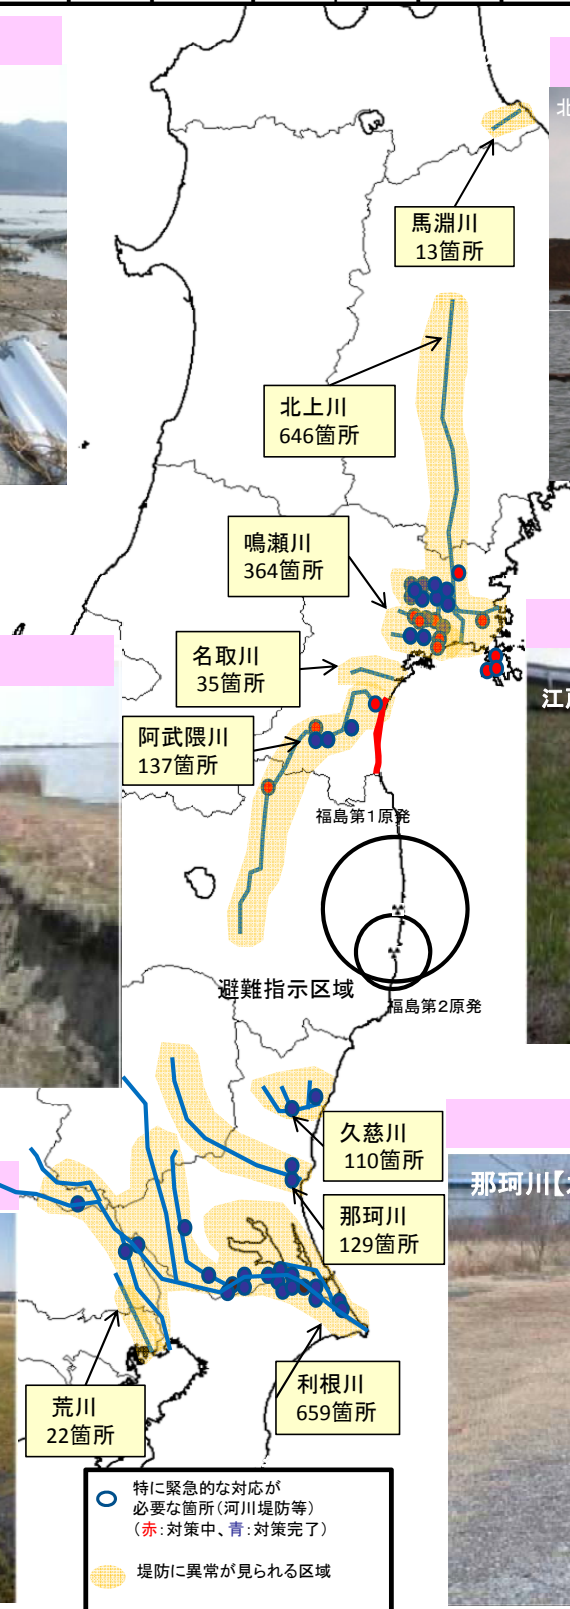 北
馬淵川
13箇所
北上川
646箇所
鳴瀬川
364箇所
名取川
35箇所
江戸
阿武隈川
137箇所
福島第1原発
避難指示区域
福島第2原発
久慈川
110箇所
那珂川【
那珂川
129箇所
利根川
659箇所
荒川
22箇所
特に緊急的な対応が
必要な箇所(河川堤防等)
(赤:対策中、青:対策完了)
堤防に異常が見られる区域